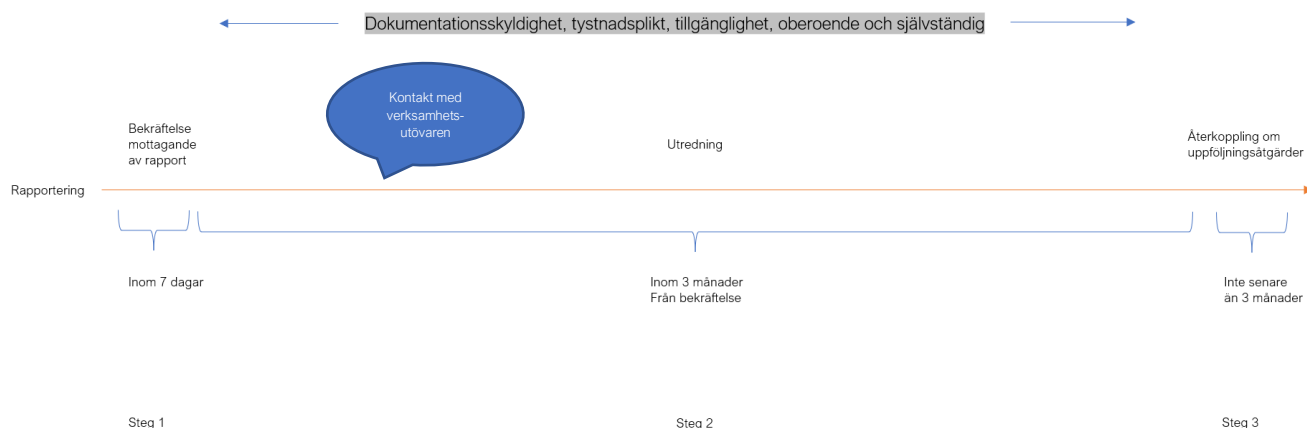 Dokumentationsskyldighet, tystnadsplikt, tillgänglighet, oberoende och självständig
Kontakt med
verksamhets-
utövaren
Bekräftelse
mottagande
av rapport
Utredning
Återkoppling om
uppföljningsåtgärder
Rapportering
Inom 7 dagar
Inom 3 månader
Från bekräftelse
Inte senare
än 3 månader
Steg 1
Steg 2
Steg 3